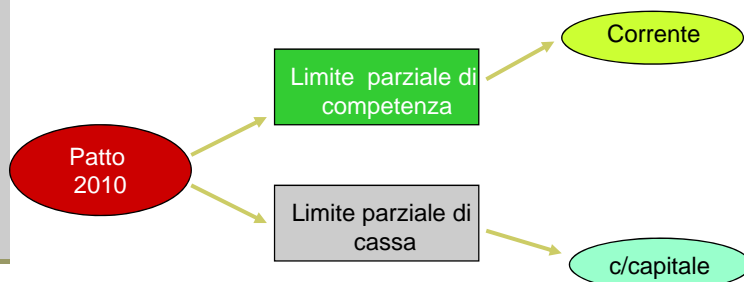 Corrente
Limite parziale di
competenza
Patto
2010
Limite parziale di
cassa
c/capitale